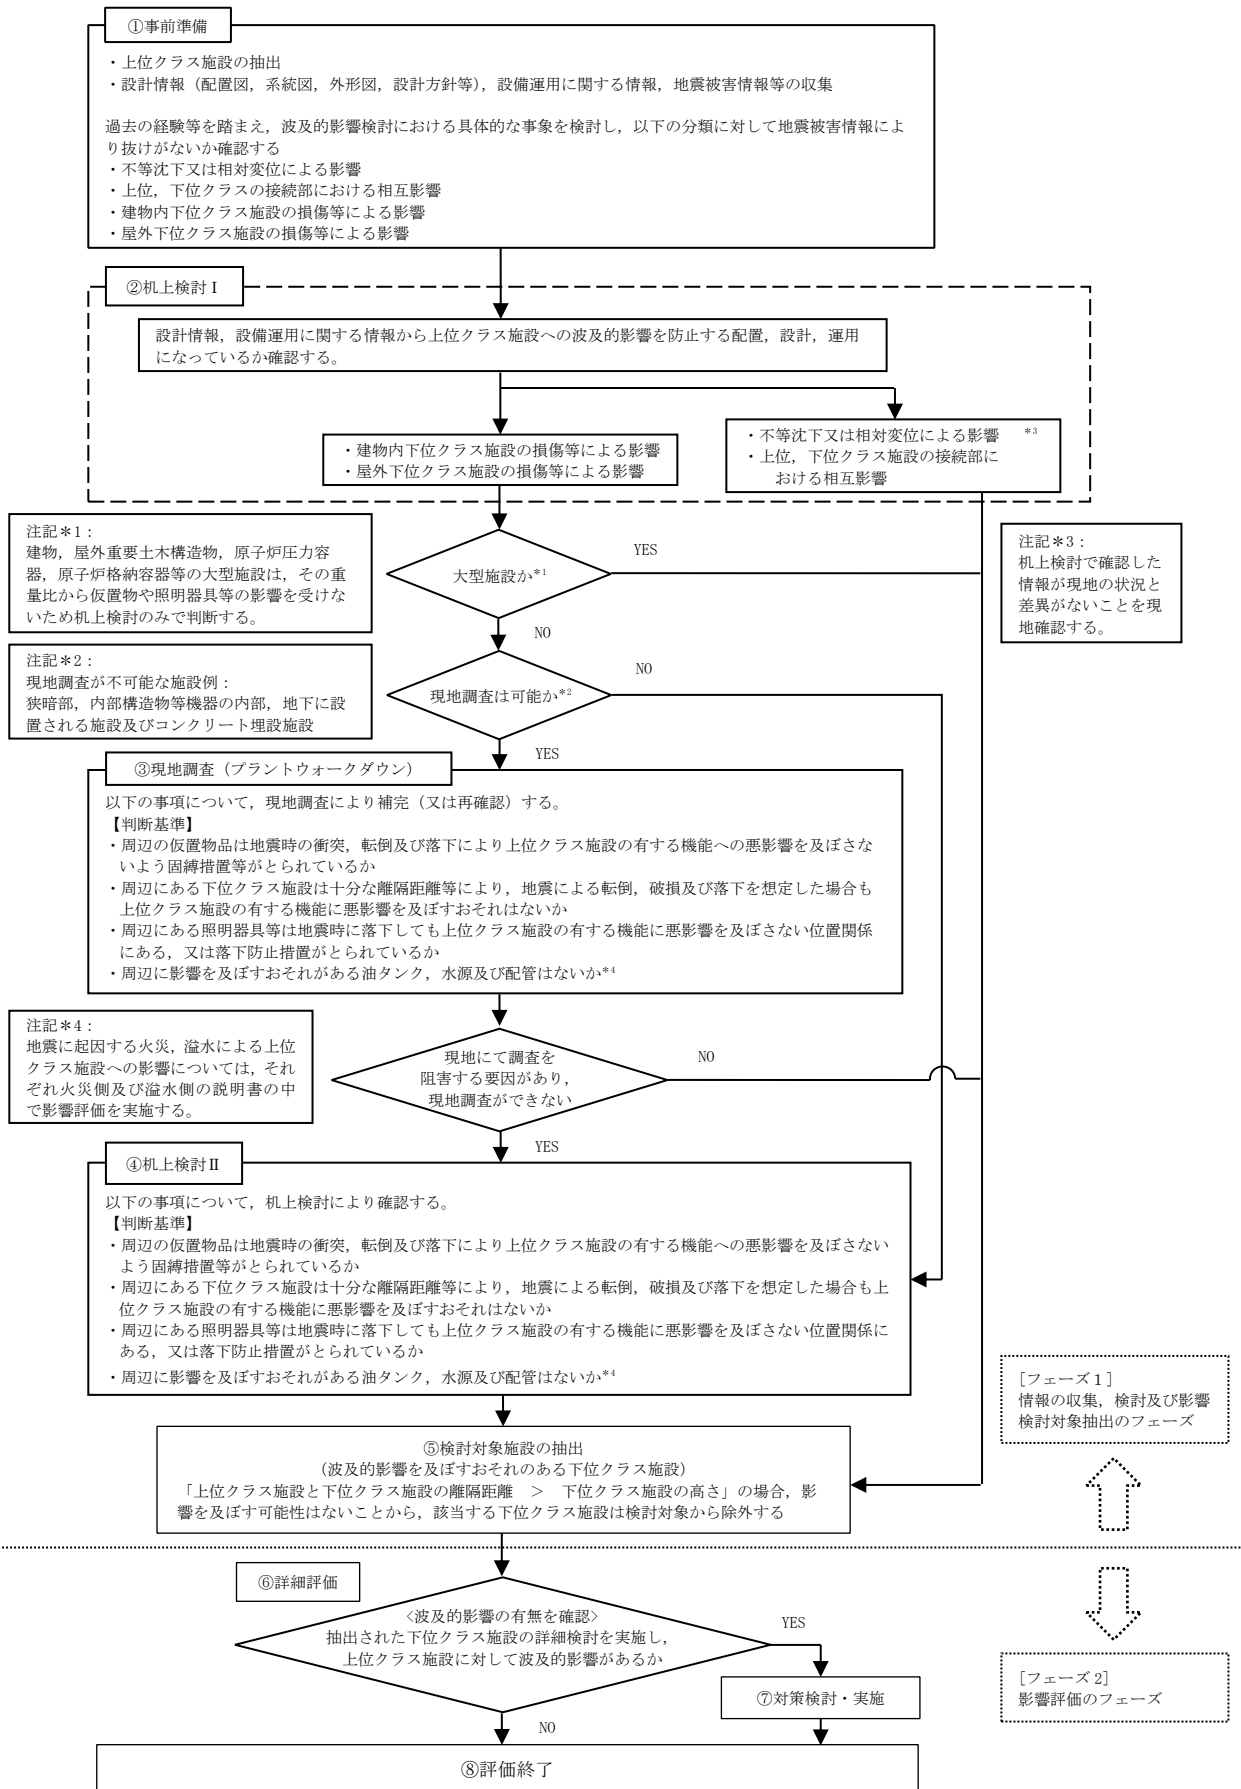 ①事前準備
・上位クラス施設の抽出
・設計情報（配置図，系統図，外形図，設計方針等），設備運用に関する情報，地震被害情報等の収集
過去の経験等を踏まえ，波及的影響検討における具体的な事象を検討し，以下の分類に対して地震被害情報によ
り抜けがないか確認する
・不等沈下又は相対変位による影響
・上位，下位クラスの接続部における相互影響
・建物内下位クラス施設の損傷等による影響
・屋外下位クラス施設の損傷等による影響
②机上検討Ⅰ
設計情報，設備運用に関する情報から上位クラス施設への波及的影響を防止する配置，設計，運用
になっているか確認する。
・建物内下位クラス施設の損傷等による影響
・屋外下位クラス施設の損傷等による影響
・不等沈下又は相対変位による影響　*3
・上位，下位クラス施設の接続部に
おける相互影響
注記＊1：
建物，屋外重要土木構造物，原子炉圧力容
器，原子炉格納容器等の大型施設は，その重
量比から仮置物や照明器具等の影響を受けな
いため机上検討のみで判断する。
大型施設か*1
YES
NO
注記＊3：
机上検討で確認した
情報が現地の状況と
差異がないことを現
地確認する。
注記＊2：
現地調査が不可能な施設例：
狭暗部，内部構造物等機器の内部，地下に設
置される施設及びコンクリート埋設施設
現地調査は可能か*2
NO
YES
③現地調査（プラントウォークダウン）
以下の事項について，現地調査により補完（又は再確認）する。
【判断基準】
・周辺の仮置物品は地震時の衝突，転倒及び落下により上位クラス施設の有する機能への悪影響を及ぼさな
いよう固縛措置等がとられているか
・周辺にある下位クラス施設は十分な離隔距離等により，地震による転倒，破損及び落下を想定した場合も
上位クラス施設の有する機能に悪影響を及ぼすおそれはないか
・周辺にある照明器具等は地震時に落下しても上位クラス施設の有する機能に悪影響を及ぼさない位置関係
にある，又は落下防止措置がとられているか
・周辺に影響を及ぼすおそれがある油タンク，水源及び配管はないか*4
注記＊4：
地震に起因する火災，溢水による上位
クラス施設への影響については，それ
ぞれ火災側及び溢水側の説明書の中
で影響評価を実施する。
現地にて調査を
阻害する要因があり，
現地調査ができない
NO
YES
④机上検討Ⅱ
以下の事項について，机上検討により確認する。
【判断基準】
・周辺の仮置物品は地震時の衝突，転倒及び落下により上位クラス施設の有する機能への悪影響を及ぼさない
よう固縛措置等がとられているか
・周辺にある下位クラス施設は十分な離隔距離等により，地震による転倒，破損及び落下を想定した場合も上
位クラス施設の有する機能に悪影響を及ぼすおそれはないか
・周辺にある照明器具等は地震時に落下しても上位クラス施設の有する機能に悪影響を及ぼさない位置関係に
ある，又は落下防止措置がとられているか
・周辺に影響を及ぼすおそれがある油タンク，水源及び配管はないか*4
⑤検討対象施設の抽出
（波及的影響を及ぼすおそれのある下位クラス施設）
「上位クラス施設と下位クラス施設の離隔距離　＞　下位クラス施設の高さ」の場合，影
響を及ぼす可能性はないことから，該当する下位クラス施設は検討対象から除外する
［フェーズ１］
情報の収集，検討及び影響
検討対象抽出のフェーズ
⑥詳細評価
<波及的影響の有無を確認>
抽出された下位クラス施設の詳細検討を実施し，
上位クラス施設に対して波及的影響があるか
YES
NO
⑦対策検討・実施
［フェーズ2］
影響評価のフェーズ
⑧評価終了